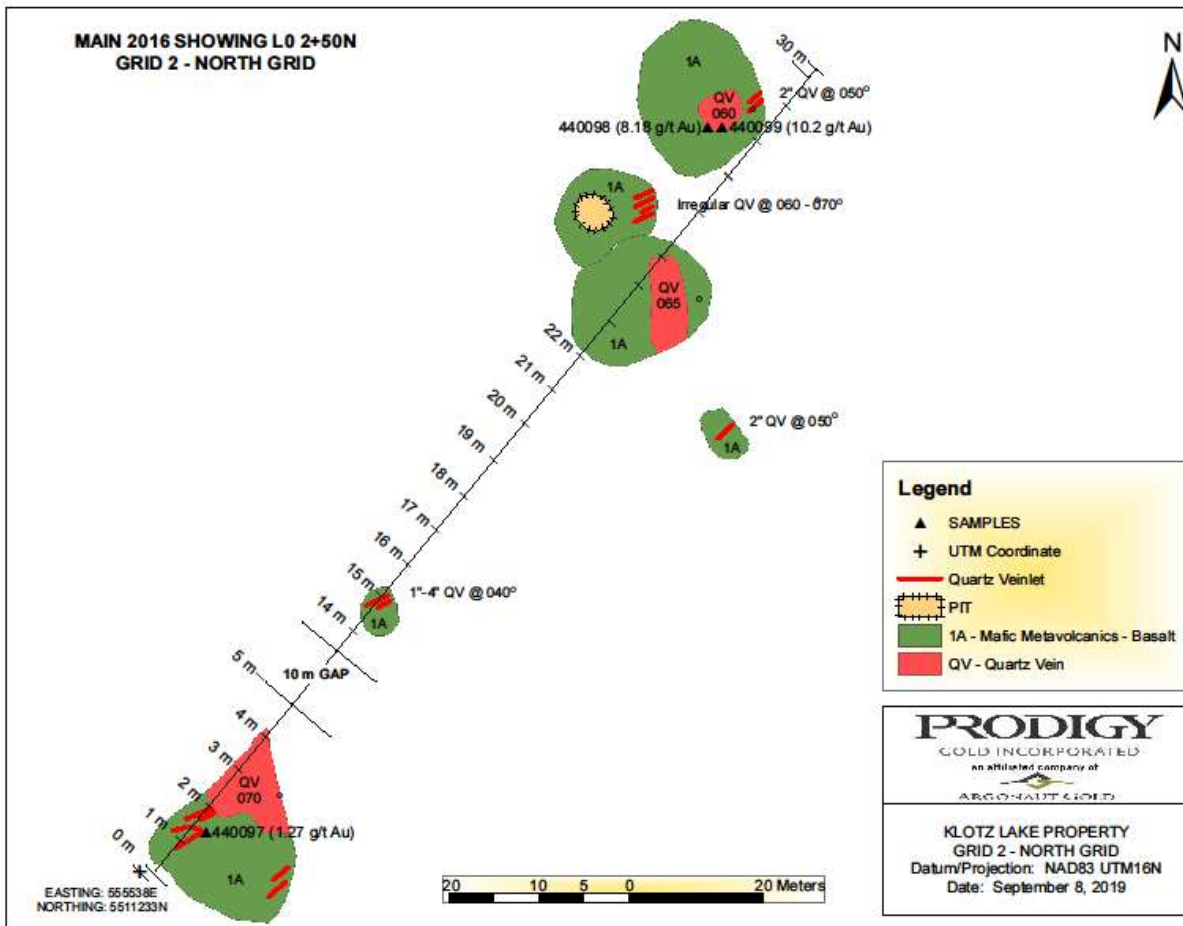 MAIN 2016 SHOWING L0 2+50N
GRID 2 - NORTH GRID
N
30 m
1A
QV
060
2" QV @ 050°
440098 (8.18 g/t Au)
440099 (10.2 g/t Au)
1A
Irregular QV @ 060 - 070°
QV
065°
1A
22 m
21 m
20 m
19 m
18 m
17 m
16 m
15 m
14 m
2" QV @ 050°
1A
1"-4" QV @ 040°
1A
10 m GAP
5 m
4 m
3 m
2 m
1 m
0 m
QV
070°
440097 (1.27 g/t Au)
1A
EASTING: 555538E
NORTHING: 5511233N
20 10 5 0 20 Meters
Legend
SAMPLES
UTM Coordinate
Quartz Veinlet
PIT
1A - Mafic Metavolcanics - Basalt
QV - Quartz Vein
PRODIGY
GOLD INCORPORATED
an affiliated company of
ARGONAUT GOLD
KLOTZ LAKE PROPERTY
GRID 2 - NORTH GRID
Datum/Projection: NAD83 UTM16N
Date: September 8, 2019